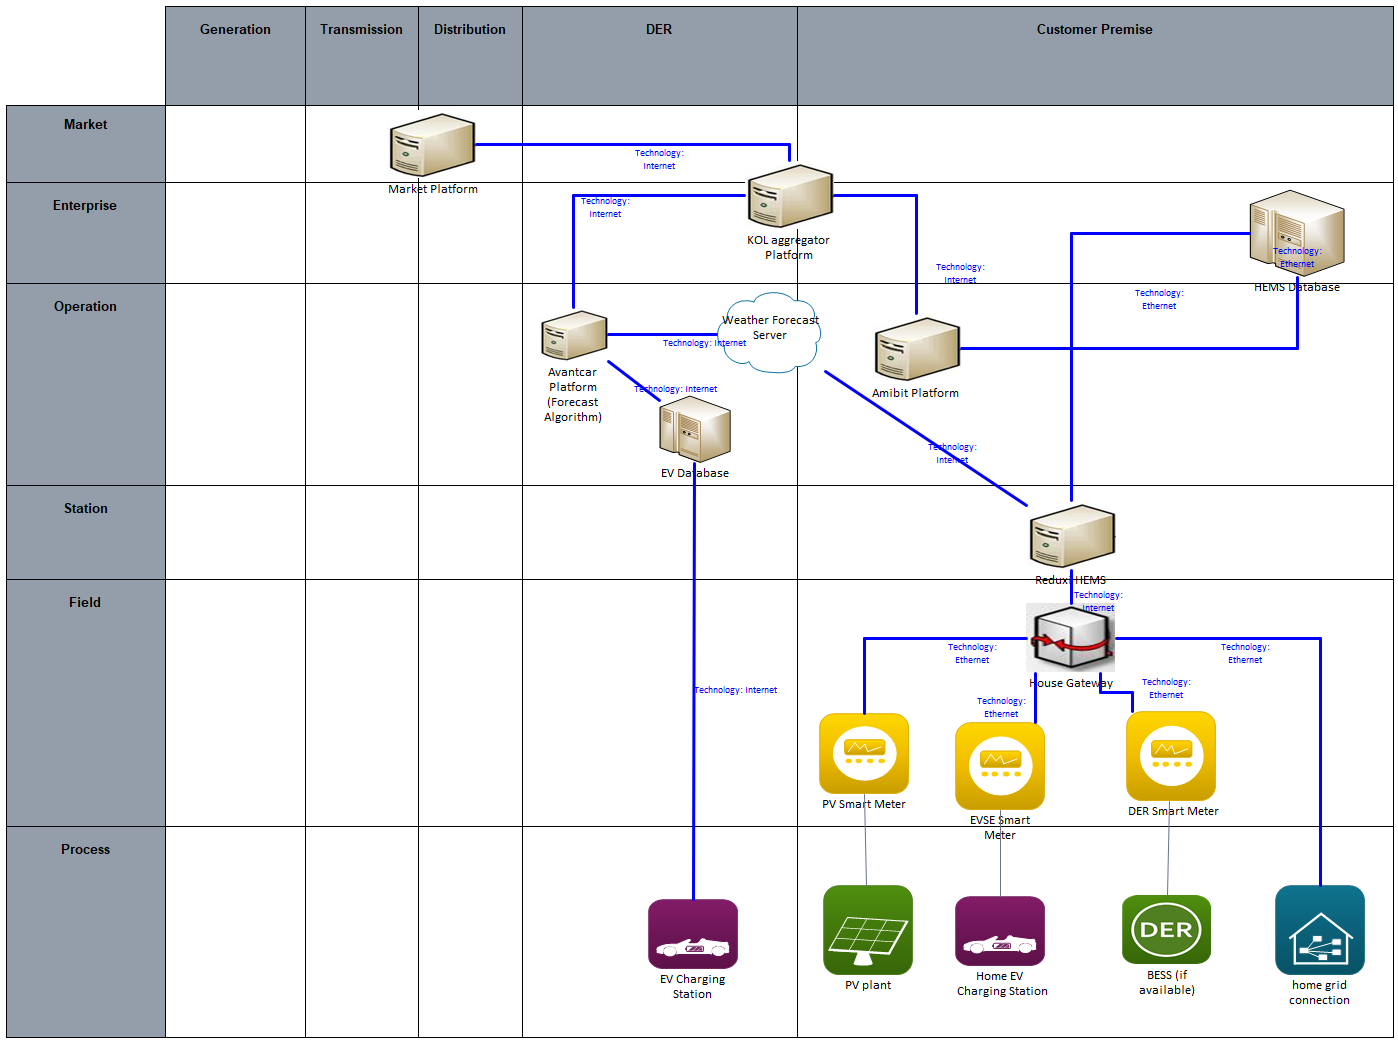 Generation
Transmission
Distribution
DER
Customer Premise
Market
Market Platform
Technology:
Internet
Enterprise
Technology:
Internet
KOL aggregator
Platform
Technology:
Internet
Technology:
Ethernet
HEMS Database
Technology:
Ethernet
Operation
Weather Forecast
Server
Technology: Internet
Avantcar
Platform
(Forecast
Algorithm)
Technology: Internet
EV Database
Amibit Platform
Technology:
Internet
Station
Redux HEMS
Technology:
Internet
Field
House Gateway
Technology:
Ethernet
Technology:
Ethernet
Technology:
Ethernet
Technology:
Ethernet
Technology: Internet
PV Smart Meter
EVSE Smart
Meter
DER Smart Meter
Process
EV Charging
Station
PV plant
Home EV
Charging Station
DER
BESS (if
available)
home grid
connection